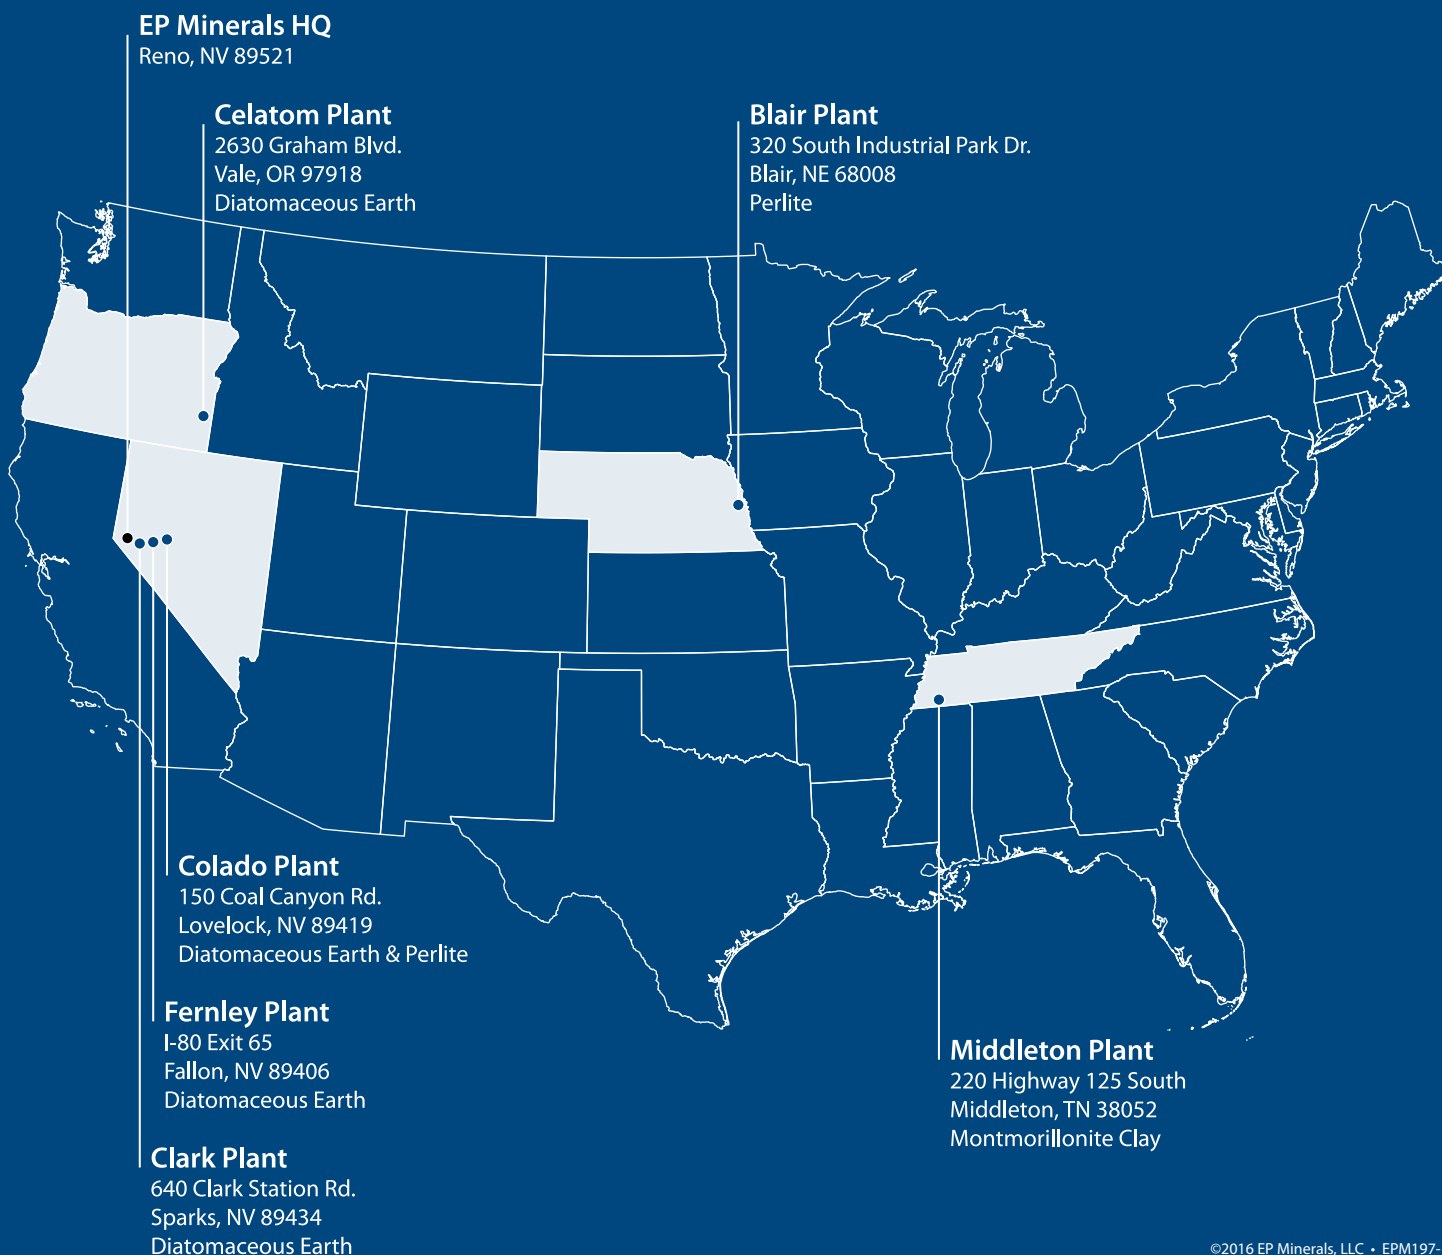 EP Minerals HQ
Reno, NV 89521
Celatom Plant
2630 Graham Blvd.
Vale, OR 97918
Diatomaceous Earth
Blair Plant
320 South Industrial Park Dr.
Blair, NE 68008
Perlite
Colado Plant
150 Coal Canyon Rd.
Lovelock, NV 89419
Diatomaceous Earth & Perlite
Fernley Plant
I-80 Exit 65
Fallon, NV 89406
Diatomaceous Earth
Clark Plant
640 Clark Station Rd.
Sparks, NV 89434
Diatomaceous Earth
Middleton Plant
220 Highway 125 South
Middleton, TN 38052
Montmorillonite Clay
©2016 EP Minerals, LLC • EPM197-